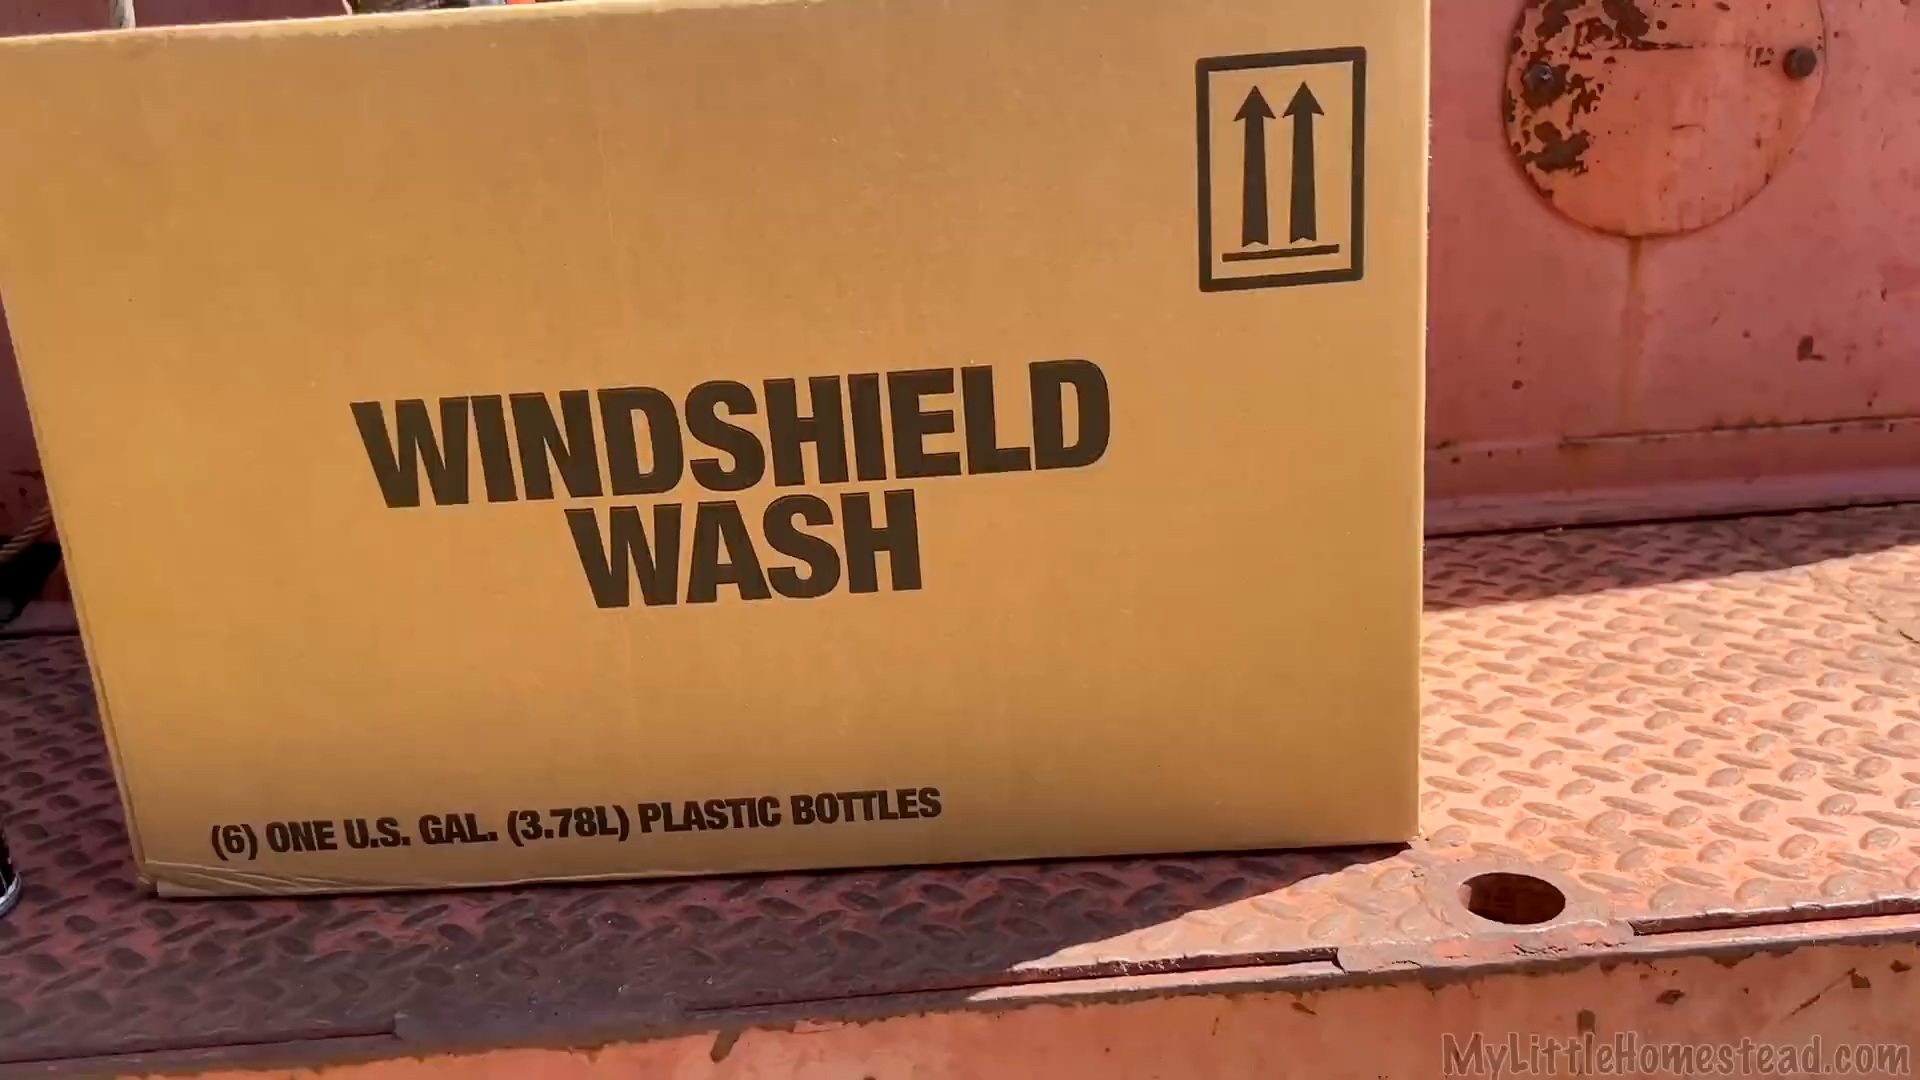 WINDSHIELD
WASH
(6) ONE U.S. GAL. (3.78L) PLASTIC BOTTLES
MyLittleHomestead.com